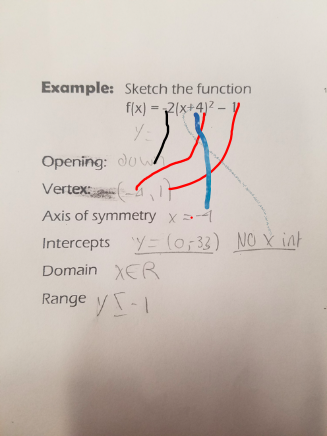 Example: Sketch the function
f(x) = -2(x+4)² – 1
y =
Opening: down
Vertex: (-4, 1)
Axis of symmetry x = -4
Intercepts y = (0, -33) NO x int
Domain X∈R
Range y ≤ -1